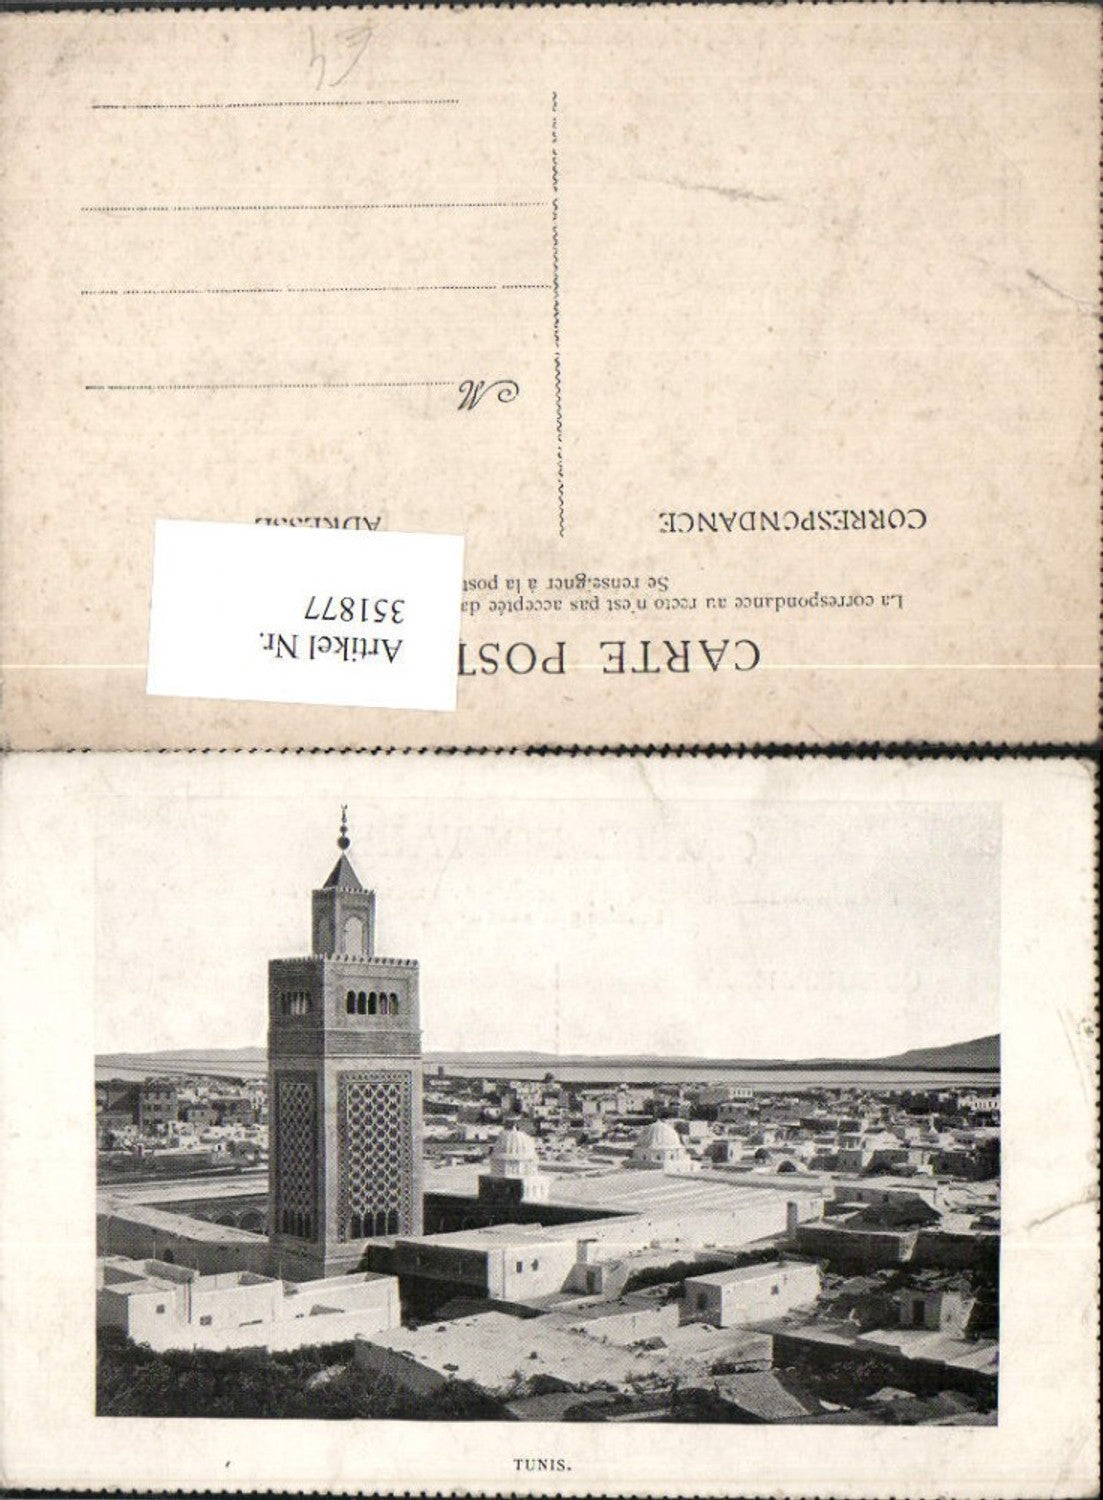 CARTE POST
La correspondance au recto n'est pas acceptée da
Se renseigner à la post
CORRESPONDANCE
ADRESSE
M
Artikel Nr.
351877
TUNIS.